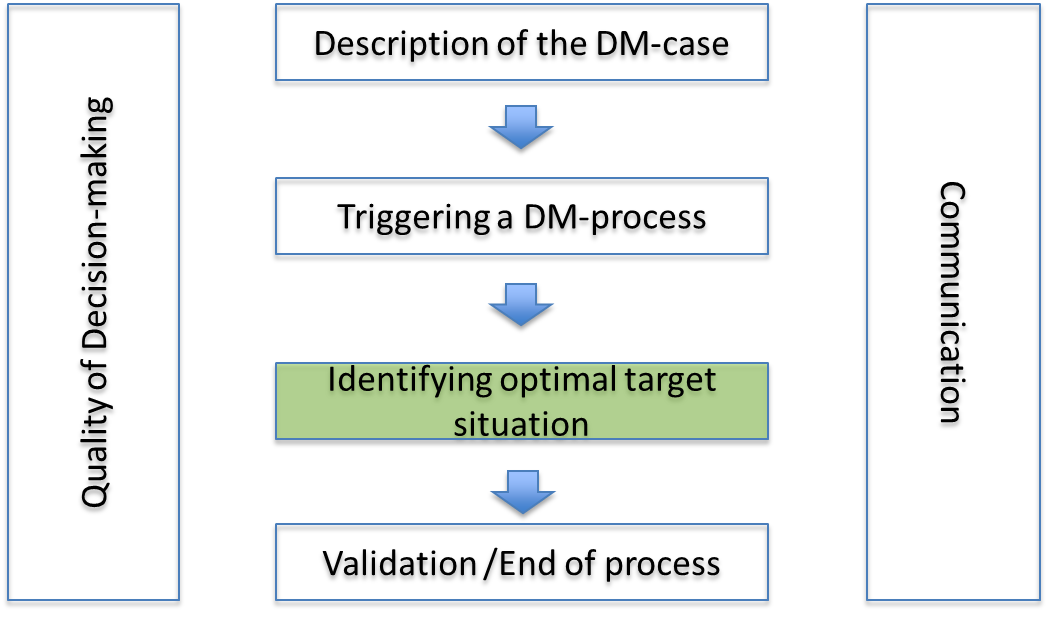 Quality of Decision-making
Description of the DM-case
Triggering a DM-process
Identifying optimal target
situation
Validation /End of process
Communication